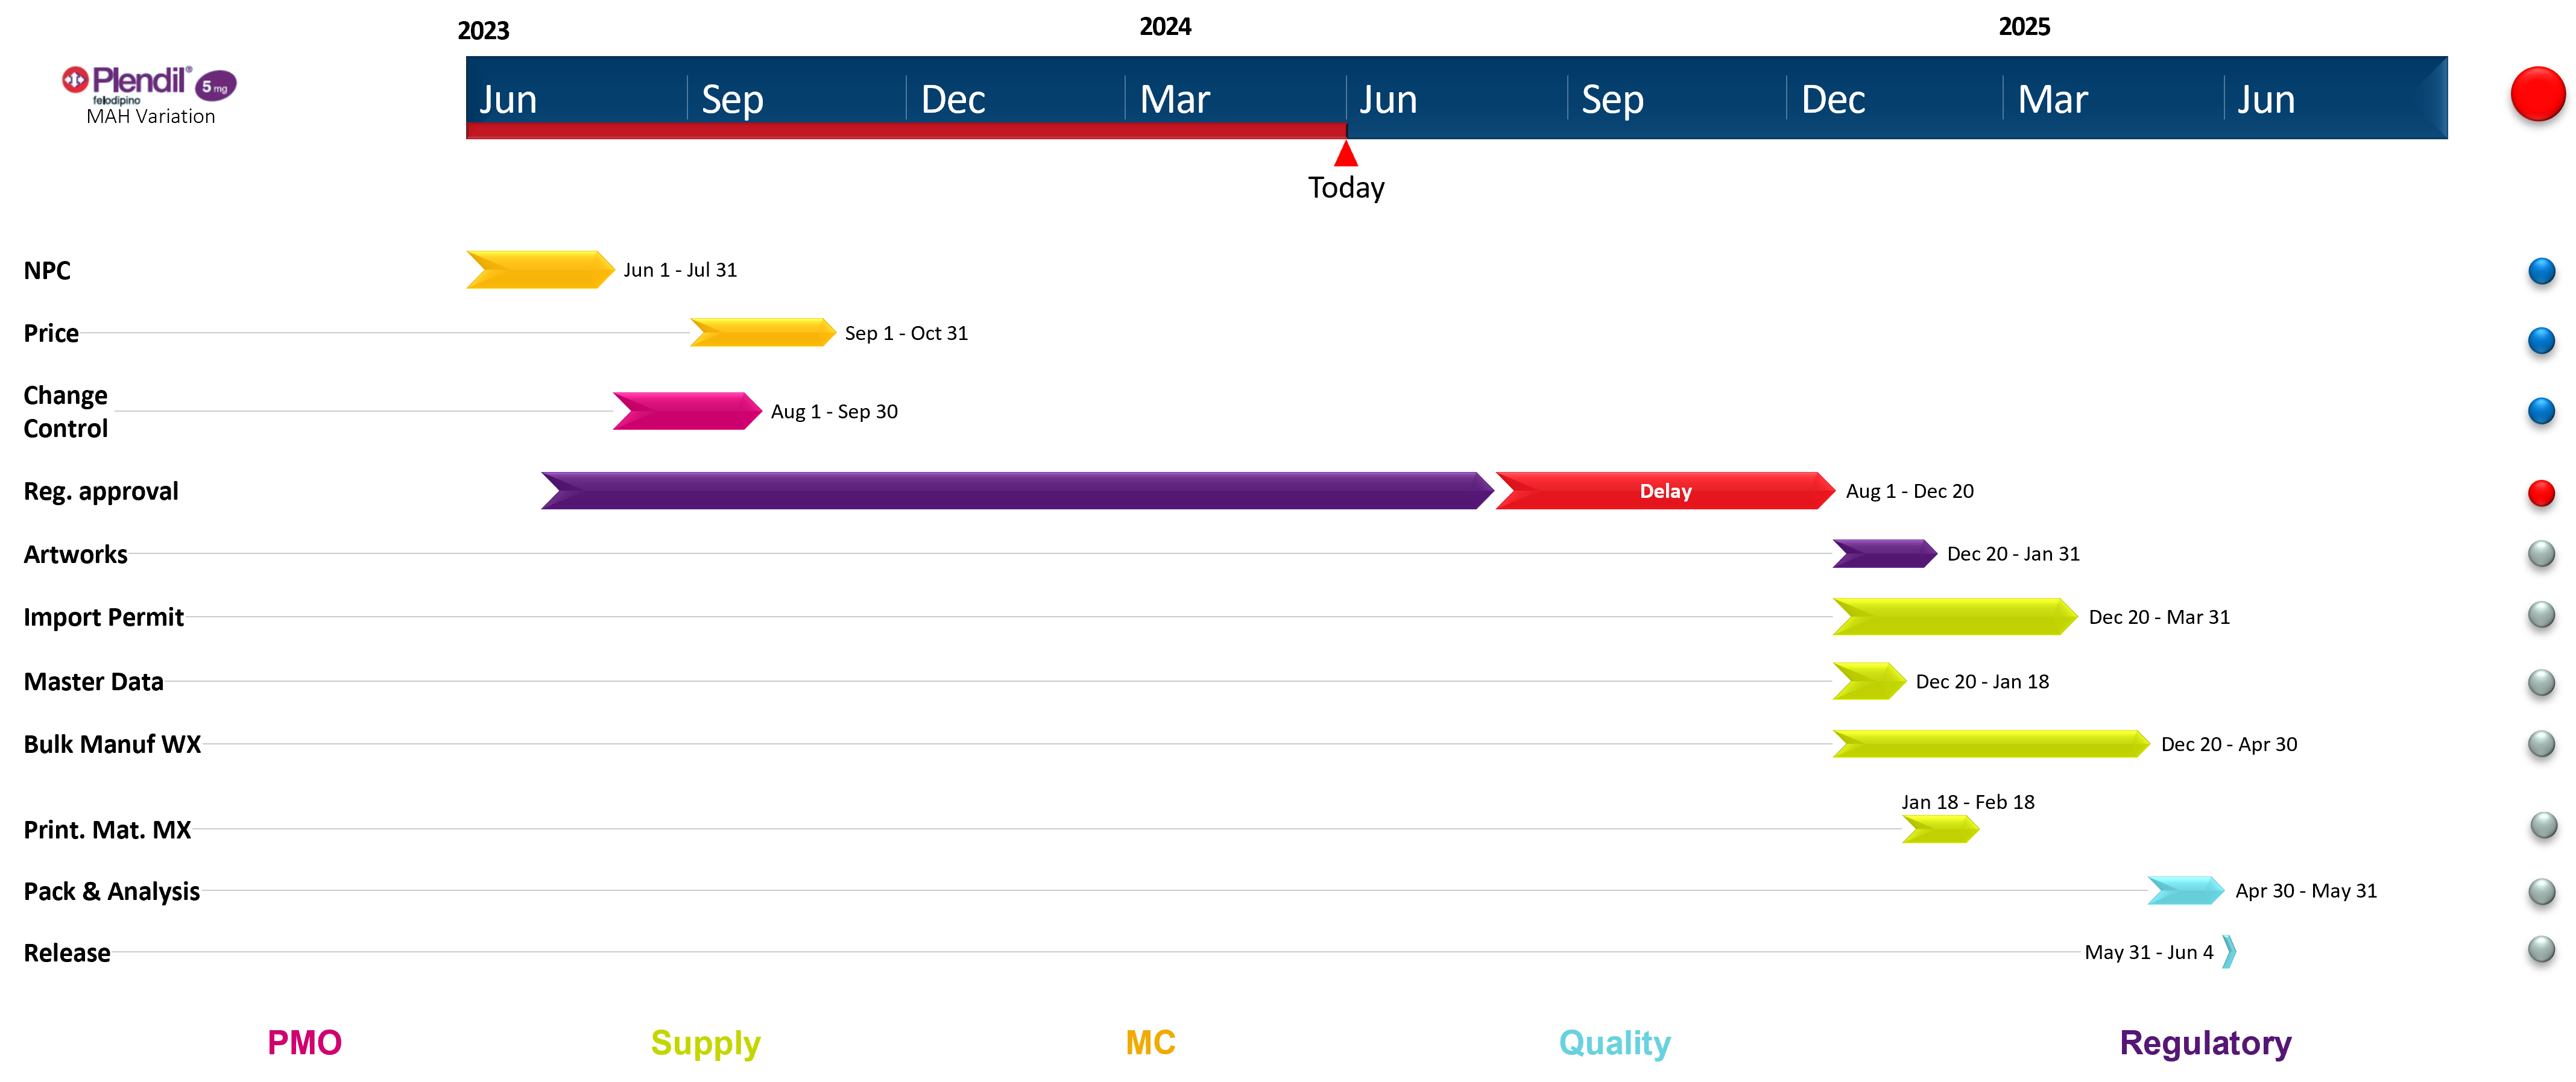 2023
2024
2025
Plendil® 5 mg
felodipino
MAH Variation
Jun Sep Dec Mar Jun Sep Dec Mar Jun
Today
NPC
Jun 1 - Jul 31
Price
Sep 1 - Oct 31
Change
Control
Aug 1 - Sep 30
Reg. approval
Delay
Aug 1 - Dec 20
Artworks
Dec 20 - Jan 31
Import Permit
Dec 20 - Mar 31
Master Data
Dec 20 - Jan 18
Bulk Manuf WX
Dec 20 - Apr 30
Print. Mat. MX
Jan 18 - Feb 18
Pack & Analysis
Apr 30 - May 31
Release
May 31 - Jun 4
PMO
Supply
MC
Quality
Regulatory